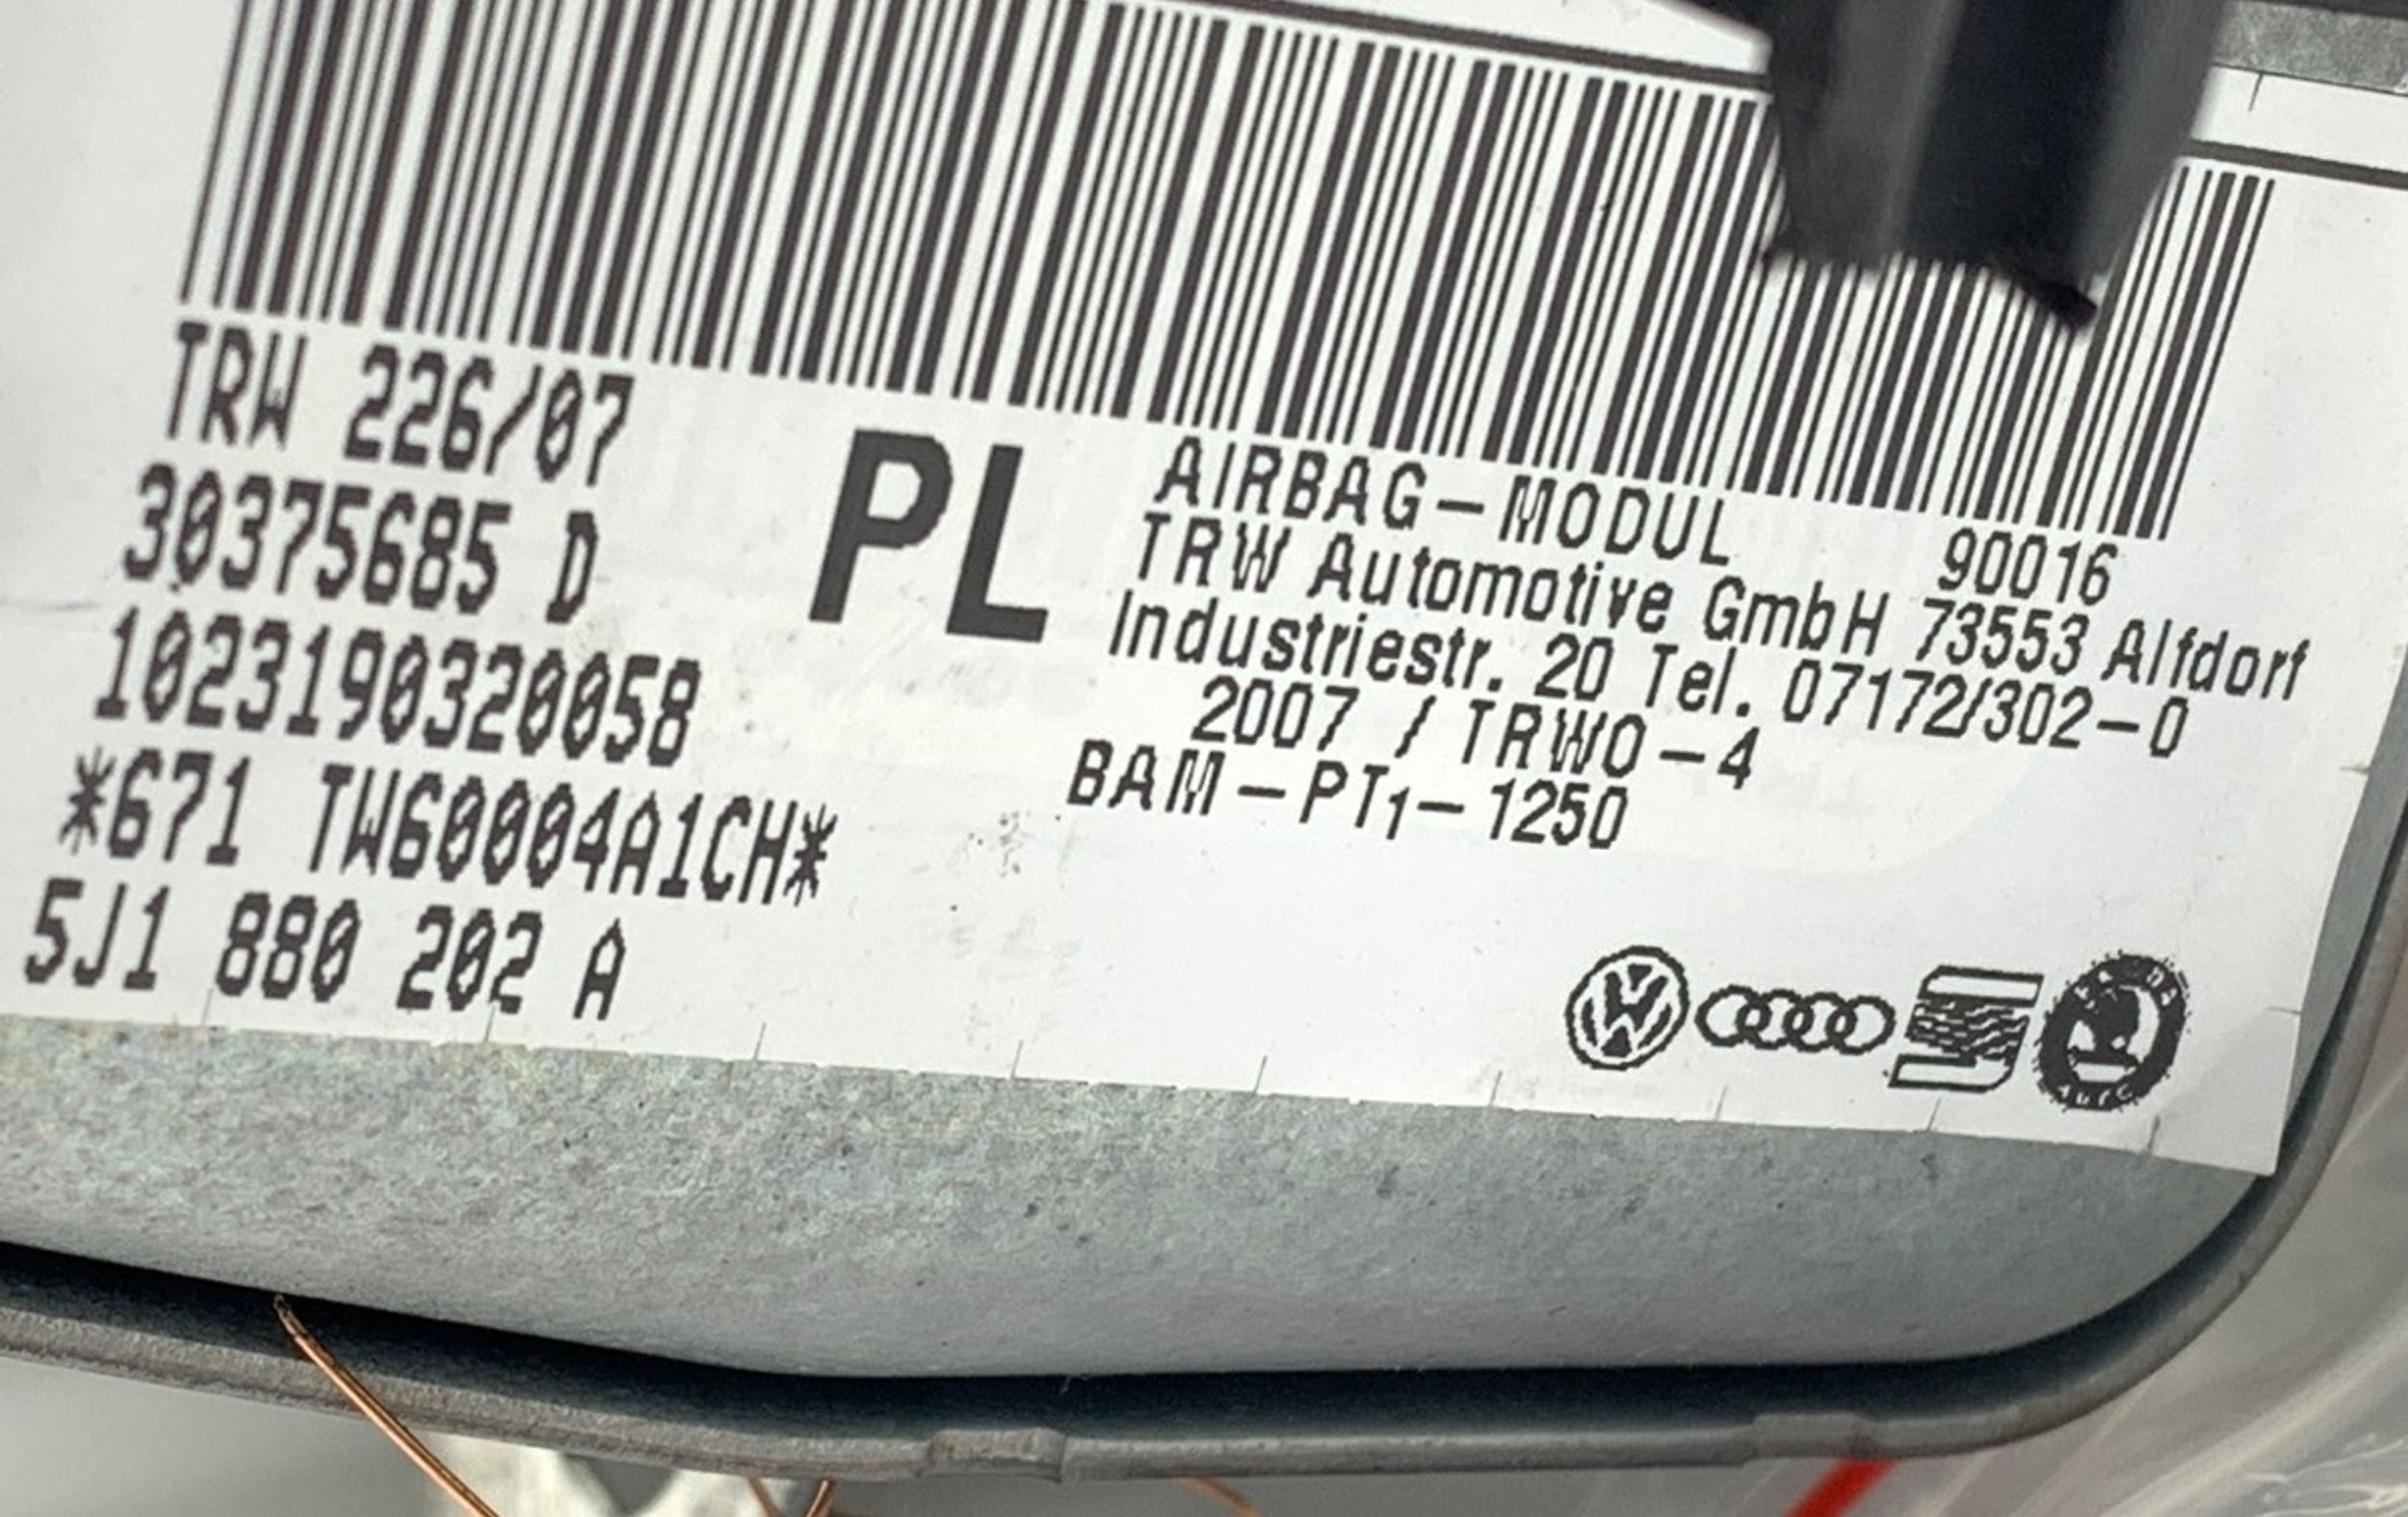 TRW 226/07
30375685 D
1023190320058
*671 TW60004A1CH*
5J1 880 202 A
PL
AIRBAG-MODUL 90016
TRW Automotive GmbH 73553 Alfdorf
Industriestr. 20 Tel. 07172/302-0
2007 / TRWO-4
BAM-PT1-1250